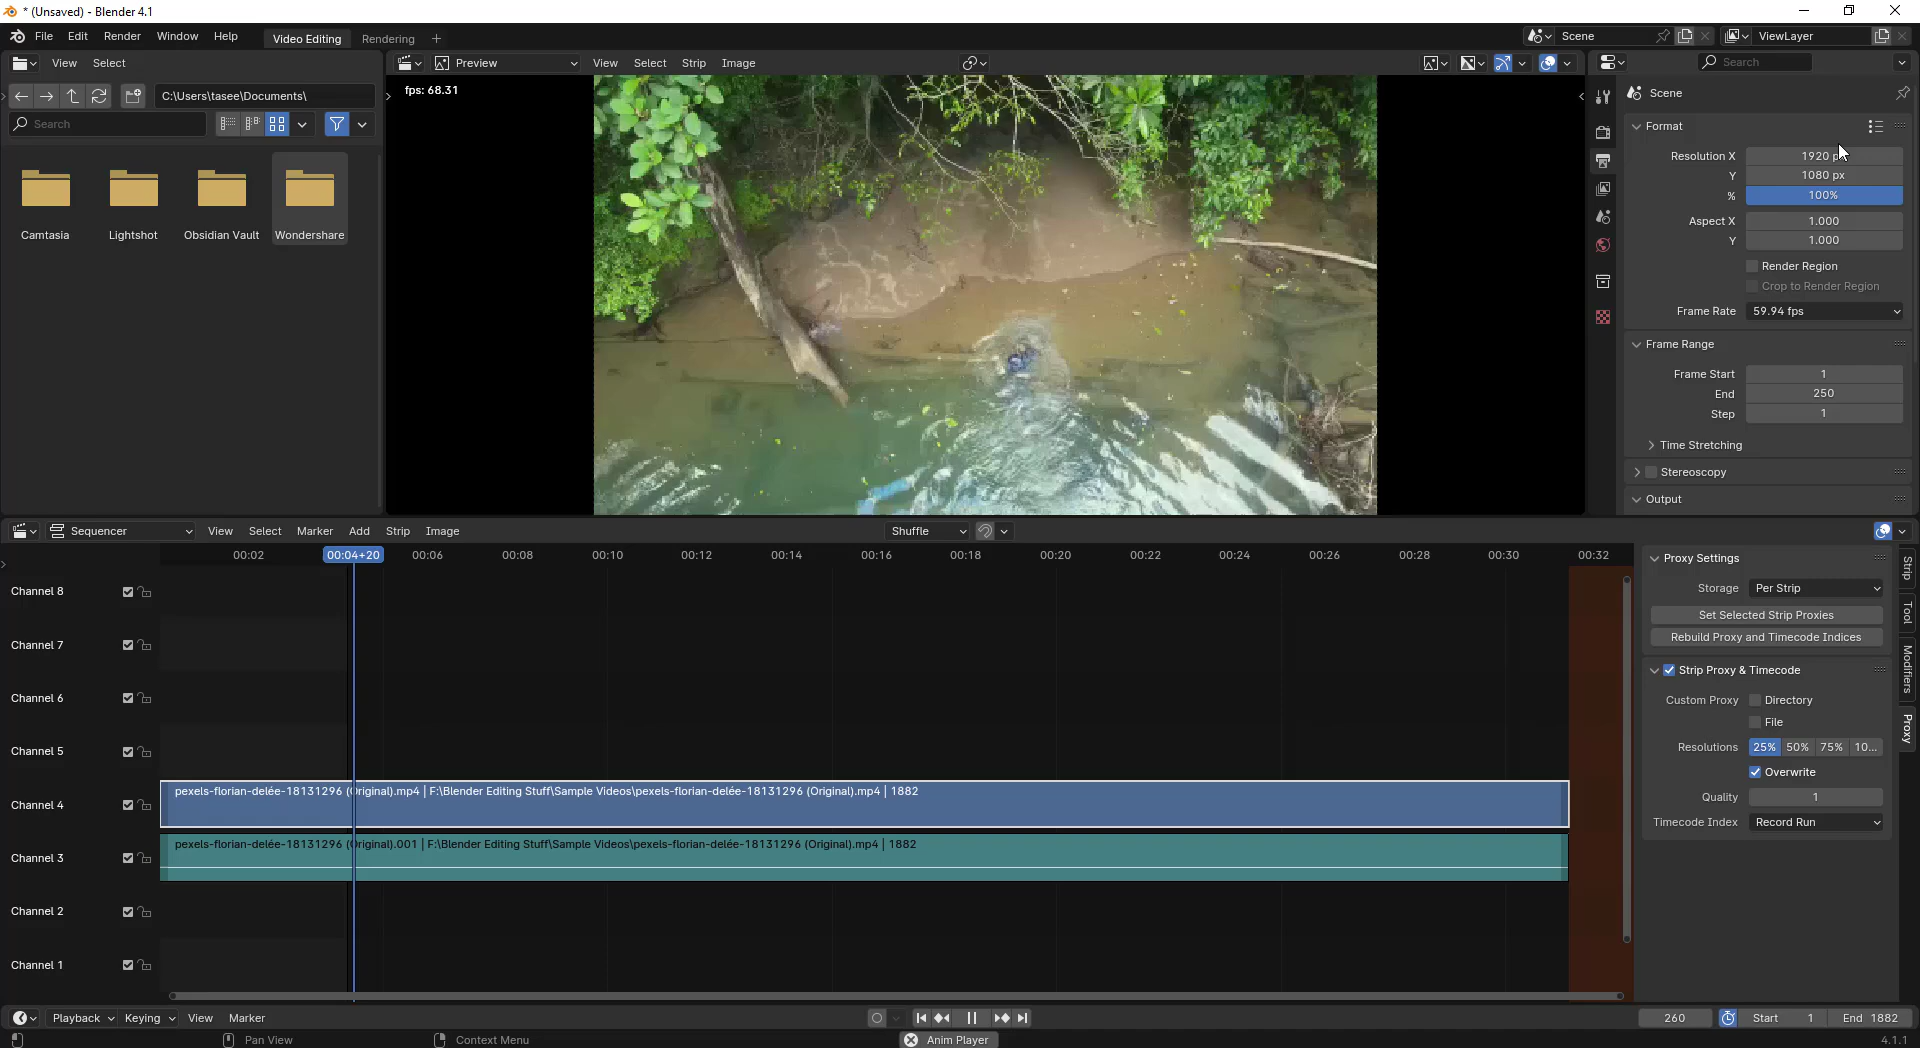 * (Unsaved) - Blender 4.1
File Edit Render Window Help Video Editing Rendering + Scene ViewLayer
View Select
Preview View Select Strip Image
Search
C:\Users\tasee\Documents\
Search
Camtasia Lightshot Obsidian Vault Wondershare
fps: 68.31
Scene
Format
Resolution X 1920 p
Y 1080 px
% 100%
Aspect X 1.000
Y 1.000
Render Region
Crop to Render Region
Frame Rate 59.94 fps
Frame Range
Frame Start 1
End 250
Step 1
Time Stretching
Stereoscopy
Output
Sequencer View Select Marker Add Strip Image Shuffle
00:02 00:04+20 00:06 00:08 00:10 00:12 00:14 00:16 00:18 00:20 00:22 00:24 00:26 00:28 00:30 00:32
Channel 8
Channel 7
Channel 6
Channel 5
Channel 4
pexels-florian-delée-18131296 (Original).mp4 | F:\Blender Editing Stuff\Sample Videos\pexels-florian-delée-18131296 (Original).mp4 | 1882
Channel 3
pexels-florian-delée-18131296 (Original).001 | F:\Blender Editing Stuff\Sample Videos\pexels-florian-delée-18131296 (Original).mp4 | 1882
Channel 2
Channel 1
Proxy Settings
Storage Per Strip
Set Selected Strip Proxies
Rebuild Proxy and Timecode Indices
Strip Proxy & Timecode
Custom Proxy Directory
File
Resolutions 25% 50% 75% 10...
Overwrite
Quality 1
Timecode Index Record Run
Strip
Tool
Modifiers
Proxy
Playback Keying View Marker 260 Start 1 End 1882
Pan View Context Menu Anim Player 4.1.1